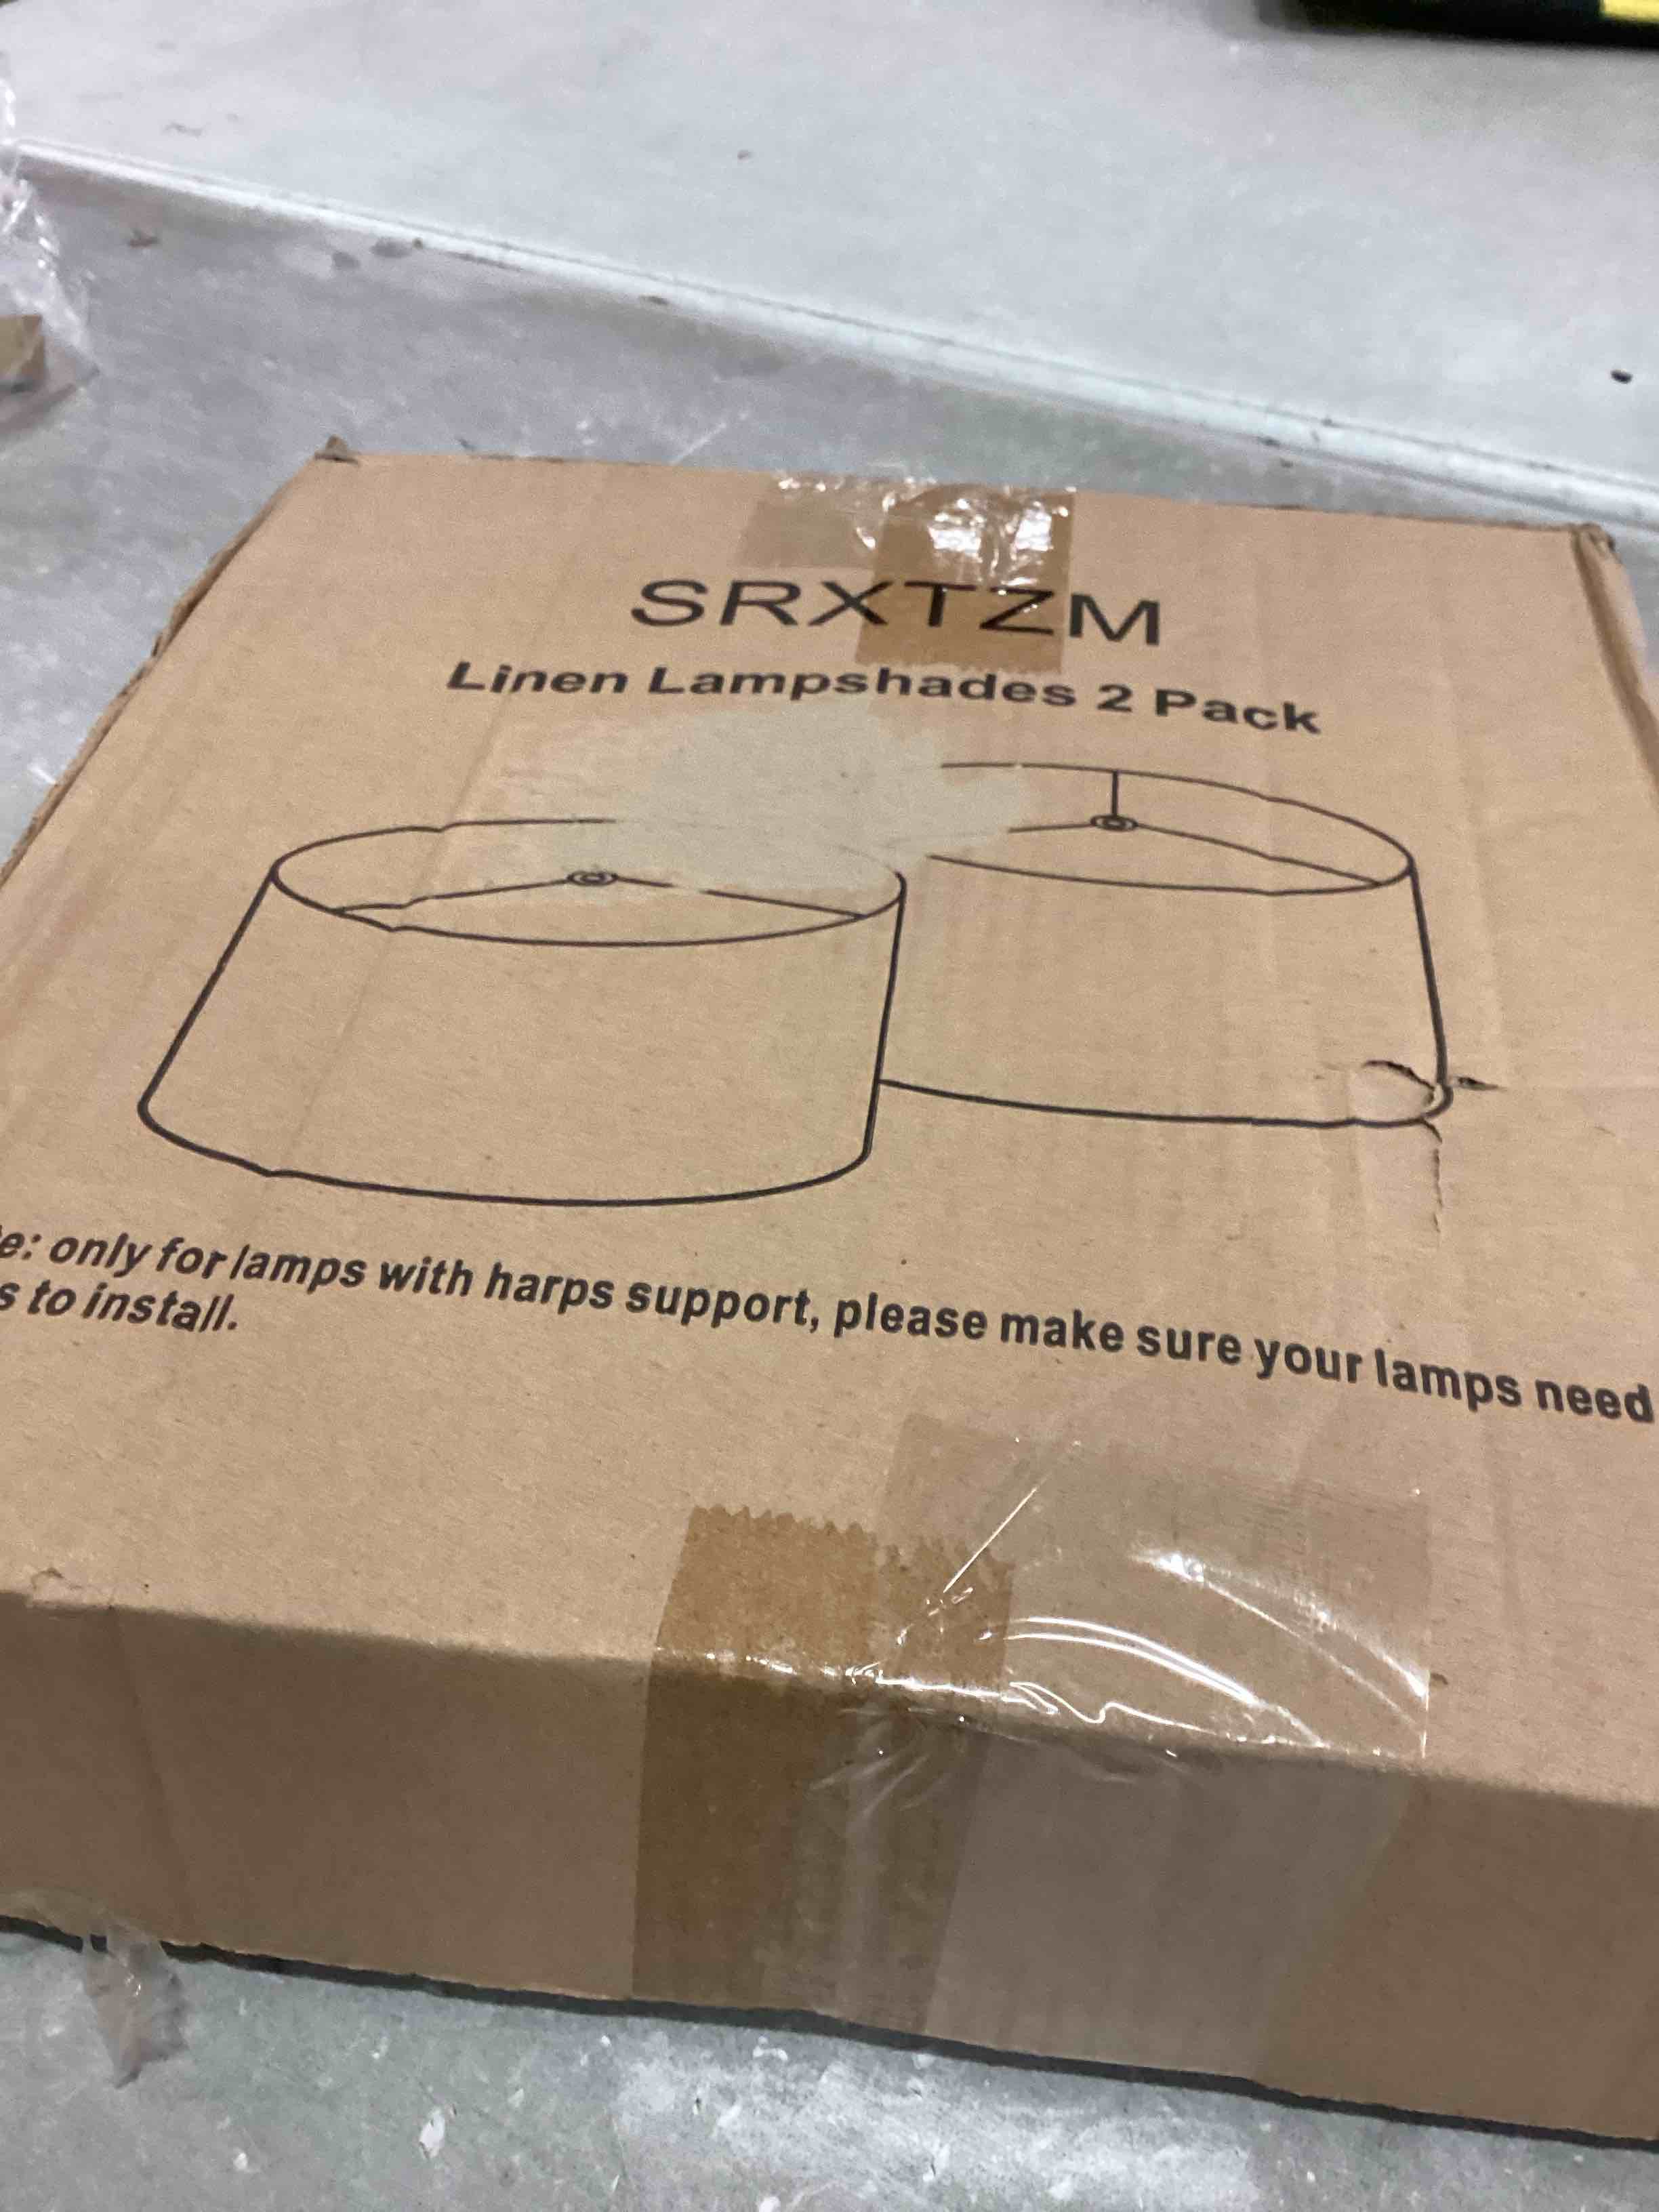 SRXTZM
Linen Lampshades 2 Pack
e: only for lamps with harps support, please make sure your lamps need
s to install.